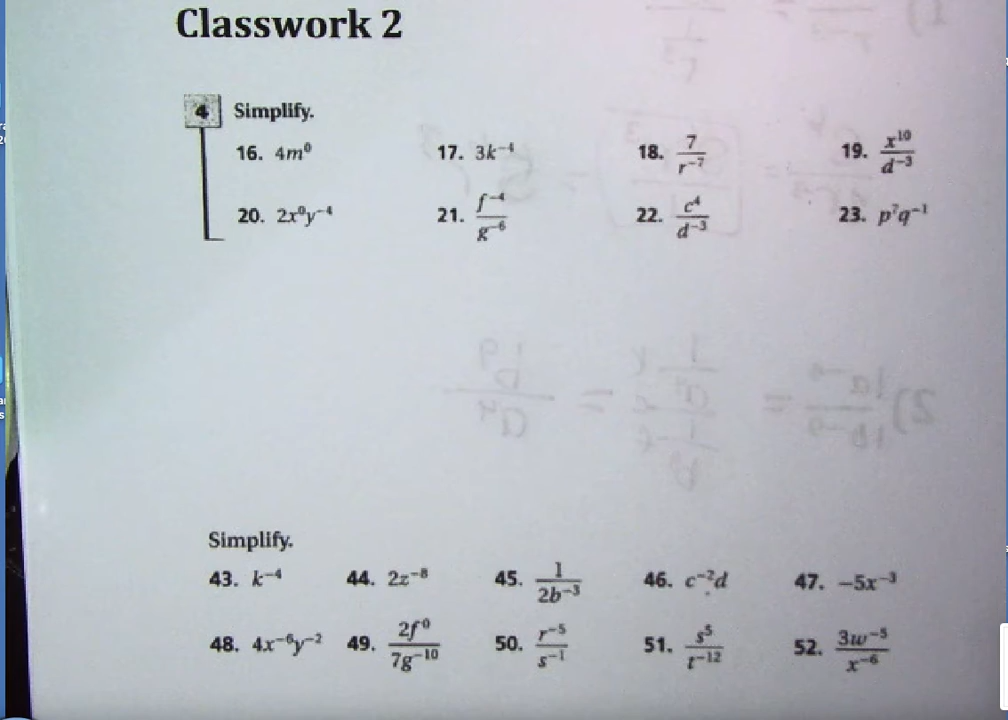 Classwork 2
4 Simplify.
16. 4m⁰ 17. 3k⁻⁴ 18. 7/r⁻⁷ 19. x¹⁰/d⁻³
20. 2x⁰y⁻⁴ 21. f⁻⁴/g⁻⁶ 22. c⁴/d⁻³ 23. p⁷q⁻¹
Simplify.
43. k⁻⁴ 44. 2z⁻⁸ 45. 1/2b⁻³ 46. c⁻²d 47. −5x⁻³
48. 4x⁻⁶y⁻² 49. 2f⁰/7g⁻¹⁰ 50. r⁻⁵/s⁻¹ 51. s⁵/t⁻¹² 52. 3w⁻⁵/x⁻⁶